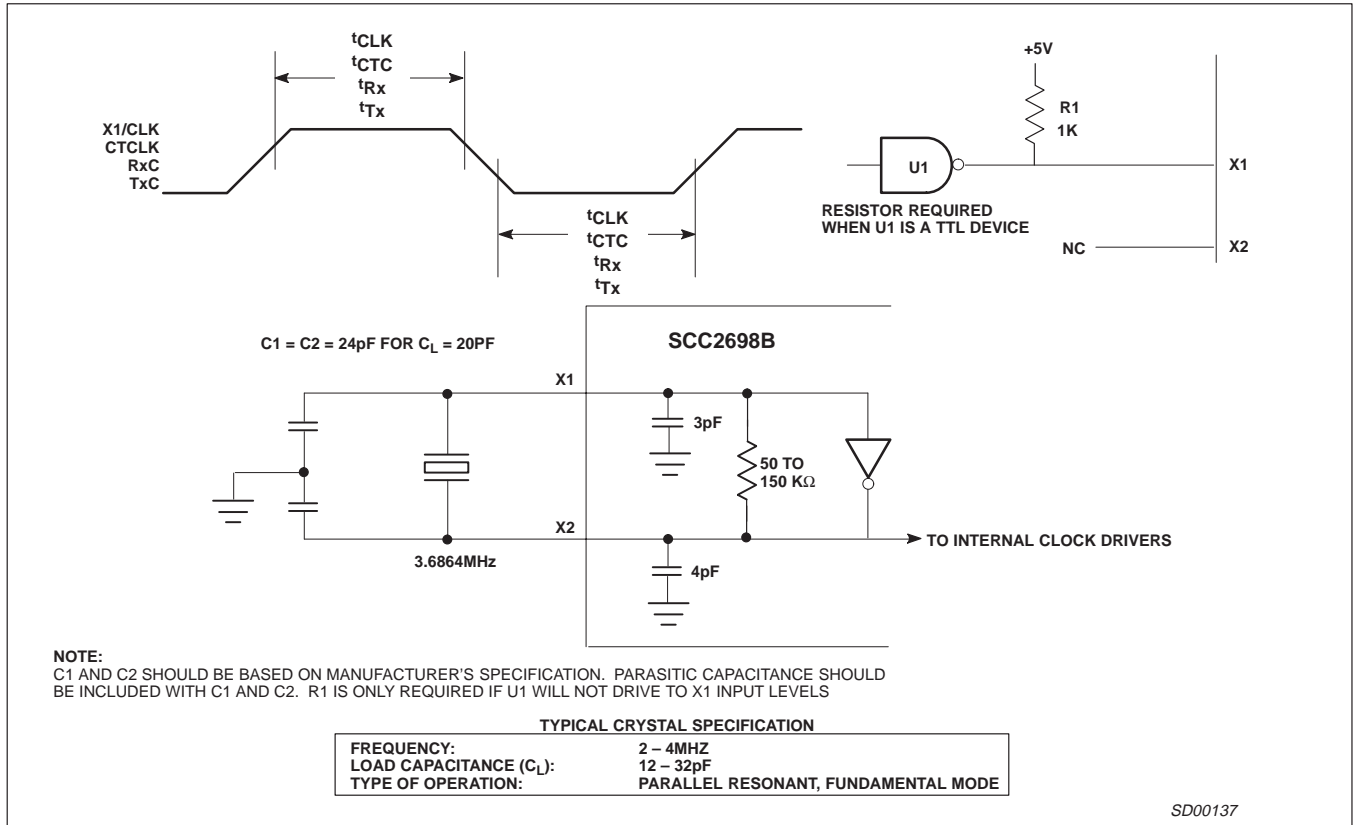 tCLK
tCTC
tRx
tTx
X1/CLK
CTCLK
RxC
TxC
tCLK
tCTC
tRx
tTx
+5V
R1
1K
U1
X1
RESISTOR REQUIRED
WHEN U1 IS A TTL DEVICE
NC
X2
C1 = C2 = 24pF FOR CL = 20PF
SCC2698B
X1
3pF
50 TO
150 KΩ
X2
TO INTERNAL CLOCK DRIVERS
3.6864MHz
4pF
NOTE:
C1 AND C2 SHOULD BE BASED ON MANUFACTURER'S SPECIFICATION. PARASITIC CAPACITANCE SHOULD
BE INCLUDED WITH C1 AND C2. R1 IS ONLY REQUIRED IF U1 WILL NOT DRIVE TO X1 INPUT LEVELS
TYPICAL CRYSTAL SPECIFICATION
FREQUENCY: 2 – 4MHZ
LOAD CAPACITANCE (CL): 12 – 32pF
TYPE OF OPERATION: PARALLEL RESONANT, FUNDAMENTAL MODE
SD00137